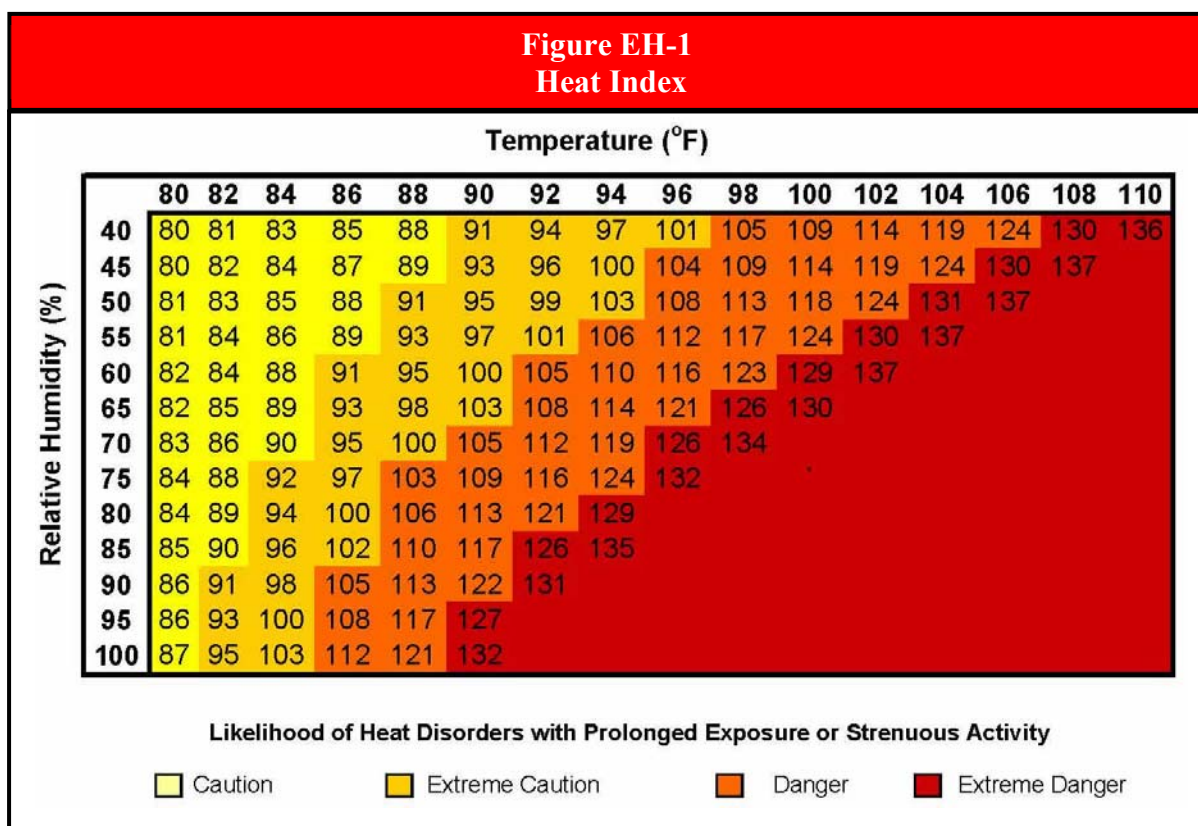 Figure EH-1
Heat Index
Temperature (°F)
80 82 84 86 88 90 92 94 96 98 100 102 104 106 108 110
Relative Humidity (%)
40 80 81 83 85 88 91 94 97 101 105 109 114 119 124 130 136
45 80 82 84 87 89 93 96 100 104 109 114 119 124 130 137
50 81 83 85 88 91 95 99 103 108 113 118 124 131 137
55 81 84 86 89 93 97 101 106 112 117 124 130 137
60 82 84 88 91 95 100 105 110 116 123 129 137
65 82 85 89 93 98 103 108 114 121 126 130
70 83 86 90 95 100 105 112 119 126 134
75 84 88 92 97 103 109 116 124 132
80 84 89 94 100 106 113 121 129
85 85 90 96 102 110 117 126 135
90 86 91 98 105 113 122 131
95 86 93 100 108 117 127
100 87 95 103 112 121 132
Likelihood of Heat Disorders with Prolonged Exposure or Strenuous Activity
Caution Extreme Caution Danger Extreme Danger